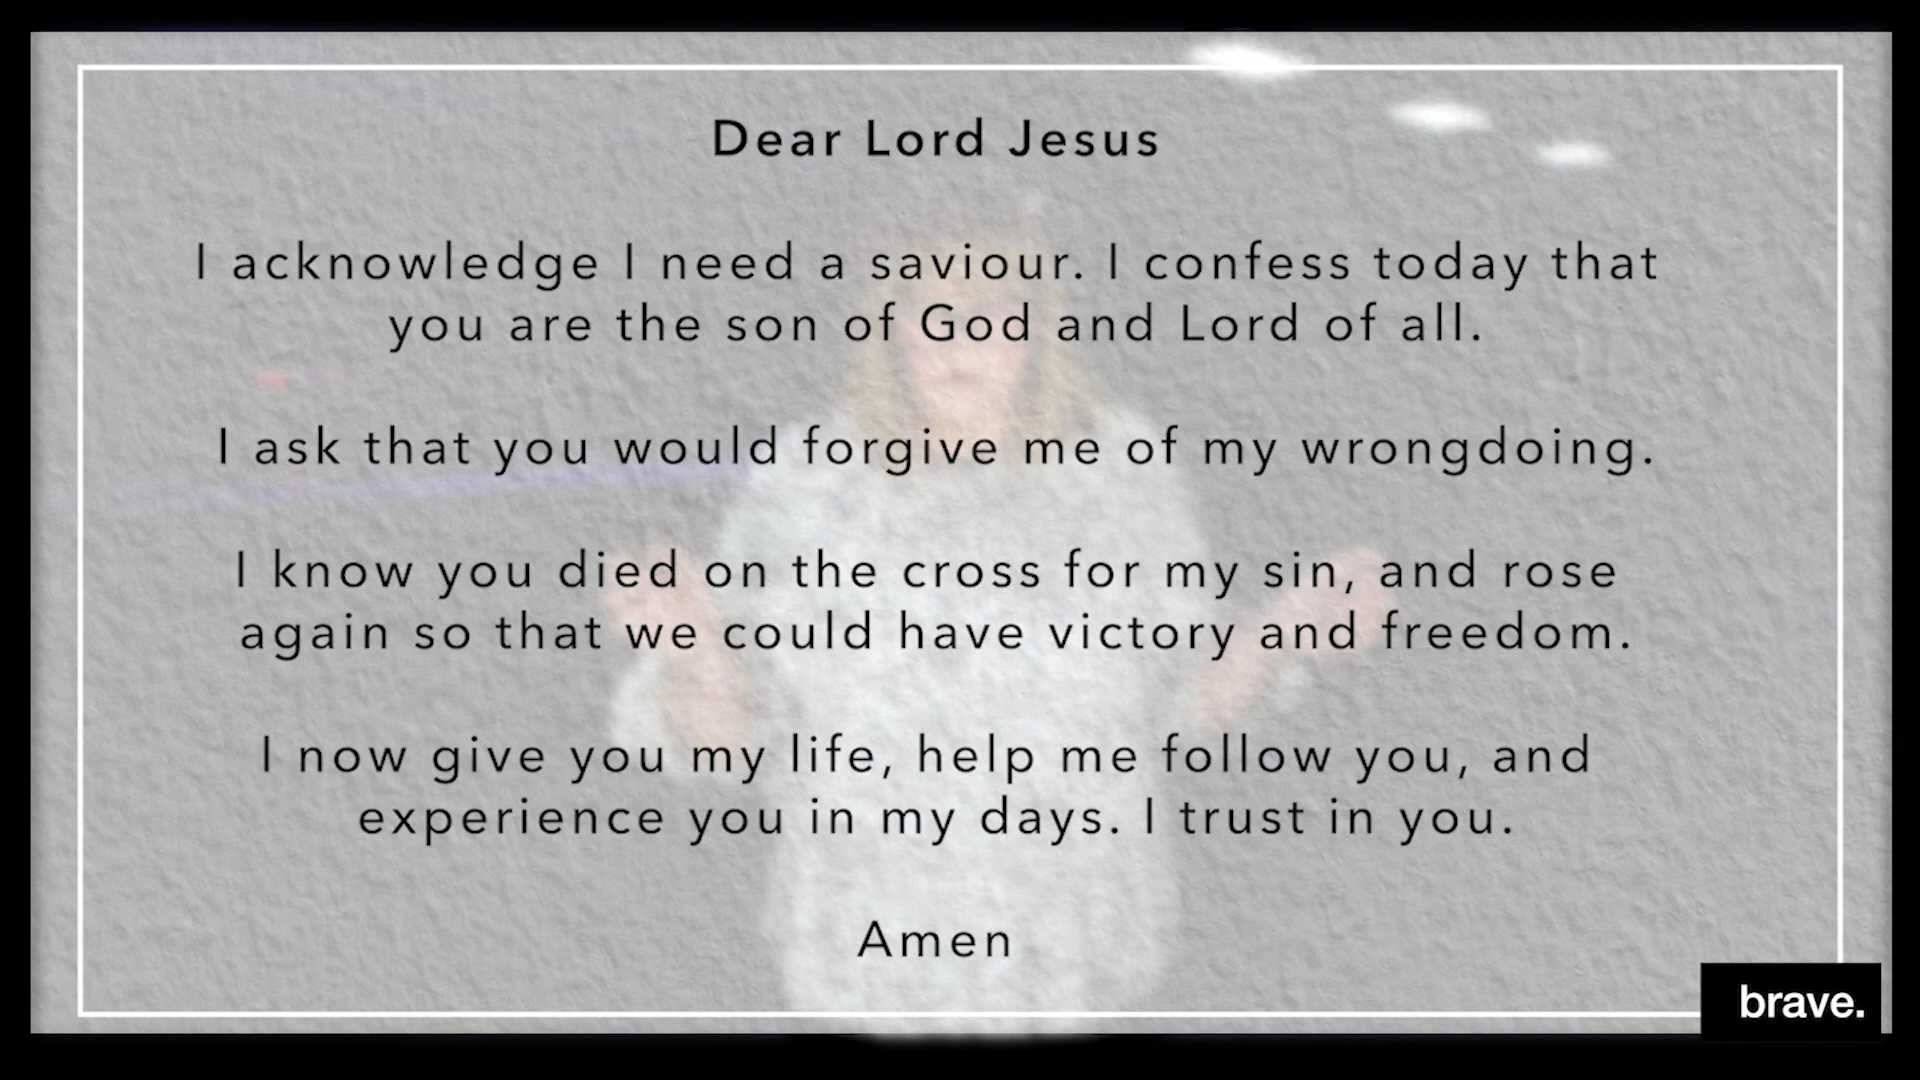 Dear Lord Jesus
I acknowledge I need a saviour. I confess today that
you are the son of God and Lord of all.
I ask that you would forgive me of my wrongdoing.
I know you died on the cross for my sin, and rose
again so that we could have victory and freedom.
I now give you my life, help me follow you, and
experience you in my days. I trust in you.
Amen
brave.